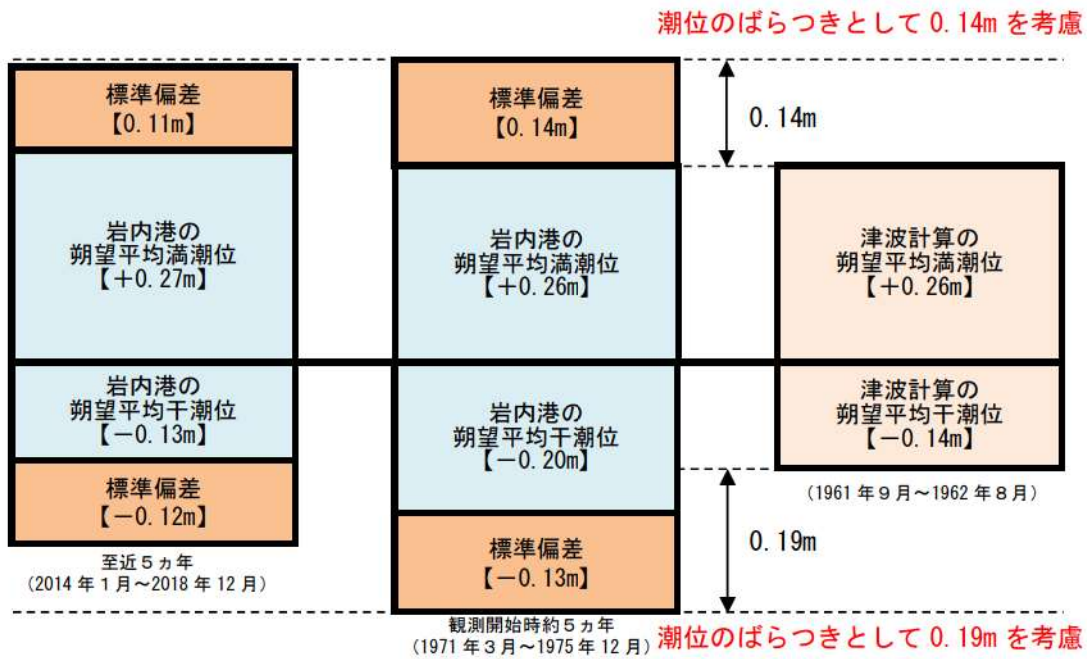 潮位のばらつきとして 0.14m を考慮
標準偏差
【0.11m】
岩内港の
朔望平均満潮位
【＋0.27m】
岩内港の
朔望平均干潮位
【－0.13m】
標準偏差
【－0.12m】
至近５ヵ年
（2014 年１月～2018 年 12 月）
標準偏差
【0.14m】
岩内港の
朔望平均満潮位
【＋0.26m】
岩内港の
朔望平均干潮位
【－0.20m】
標準偏差
【－0.13m】
観測開始時約５ヵ年
（1971 年３月～1975 年 12 月）
0.14m
津波計算の
朔望平均満潮位
【＋0.26m】
津波計算の
朔望平均干潮位
【－0.14m】
（1961 年９月～1962 年８月）
0.19m
潮位のばらつきとして 0.19m を考慮